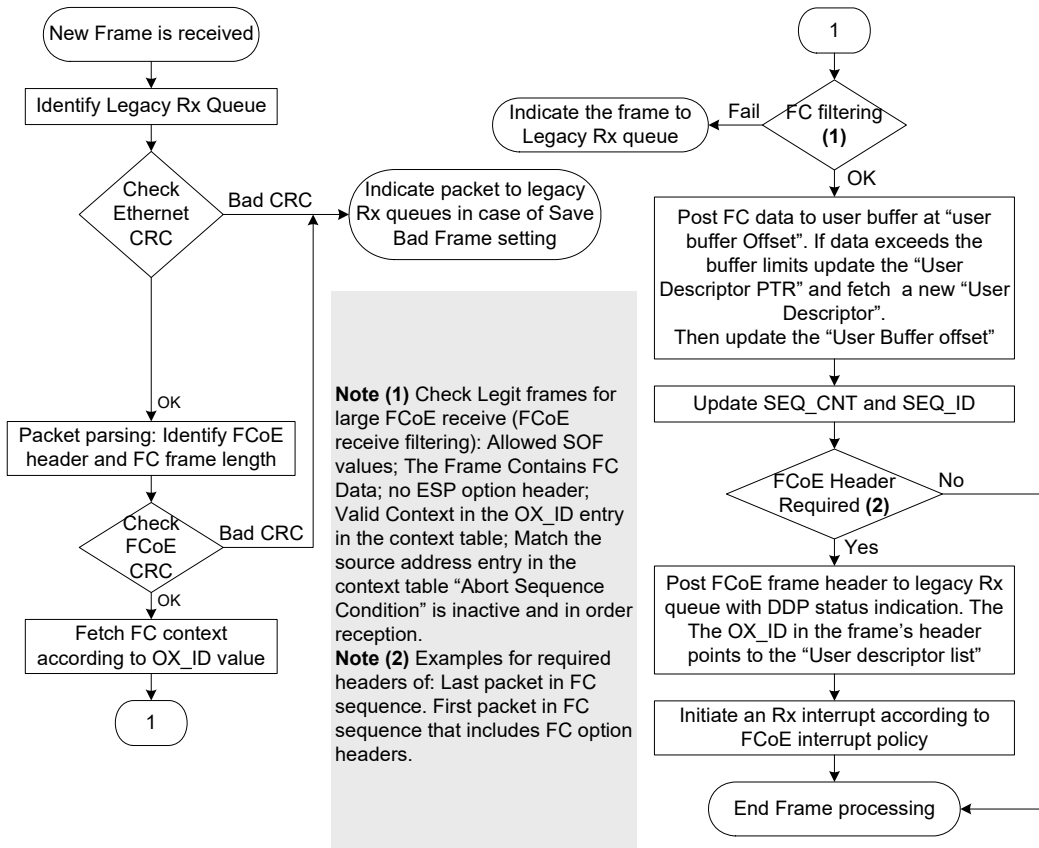 New Frame is received
Identify Legacy Rx Queue
Check
Ethernet
CRC
Bad CRC
Indicate packet to legacy
Rx queues in case of Save
Bad Frame setting
OK
Packet parsing: Identify FCoE
header and FC frame length
Check
FCoE
CRC
Bad CRC
OK
Fetch FC context
according to OX_ID value
1
Note (1) Check Legit frames for
large FCoE receive (FCoE
receive filtering): Allowed SOF
values; The Frame Contains FC
Data; no ESP option header;
Valid Context in the OX_ID entry
in the context table; Match the
source address entry in the
context table “Abort Sequence
Condition” is inactive and in order
reception.
Note (2) Examples for required
headers of: Last packet in FC
sequence. First packet in FC
sequence that includes FC option
headers.
1
FC filtering
(1)
Fail
Indicate the frame to
Legacy Rx queue
OK
Post FC data to user buffer at “user
buffer Offset”. If data exceeds the
buffer limits update the “User
Descriptor PTR” and fetch a new “User
Descriptor”.
Then update the “User Buffer offset”
Update SEQ_CNT and SEQ_ID
FCoE Header
Required (2)
No
Yes
Post FCoE frame header to legacy Rx
queue with DDP status indication. The
The OX_ID in the frame’s header
points to the “User descriptor list”
Initiate an Rx interrupt according to
FCoE interrupt policy
End Frame processing